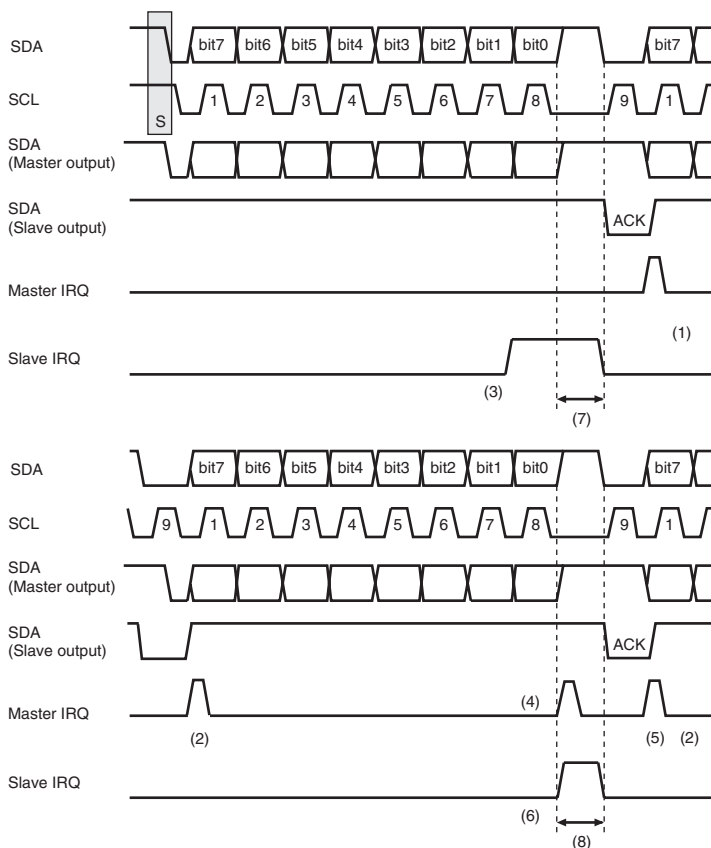 SDA
bit7 bit6 bit5 bit4 bit3 bit2 bit1 bit0 bit7
SCL
S
1 2 3 4 5 6 7 8 9 1
SDA
(Master output)
SDA
(Slave output)
ACK
Master IRQ
(1)
Slave IRQ
(3)
(7)
SDA
bit7 bit6 bit5 bit4 bit3 bit2 bit1 bit0 bit7
SCL
9 1 2 3 4 5 6 7 8 9 1
SDA
(Master output)
SDA
(Slave output)
ACK
Master IRQ
(4)
(2) (5) (2)
Slave IRQ
(6)
(8)